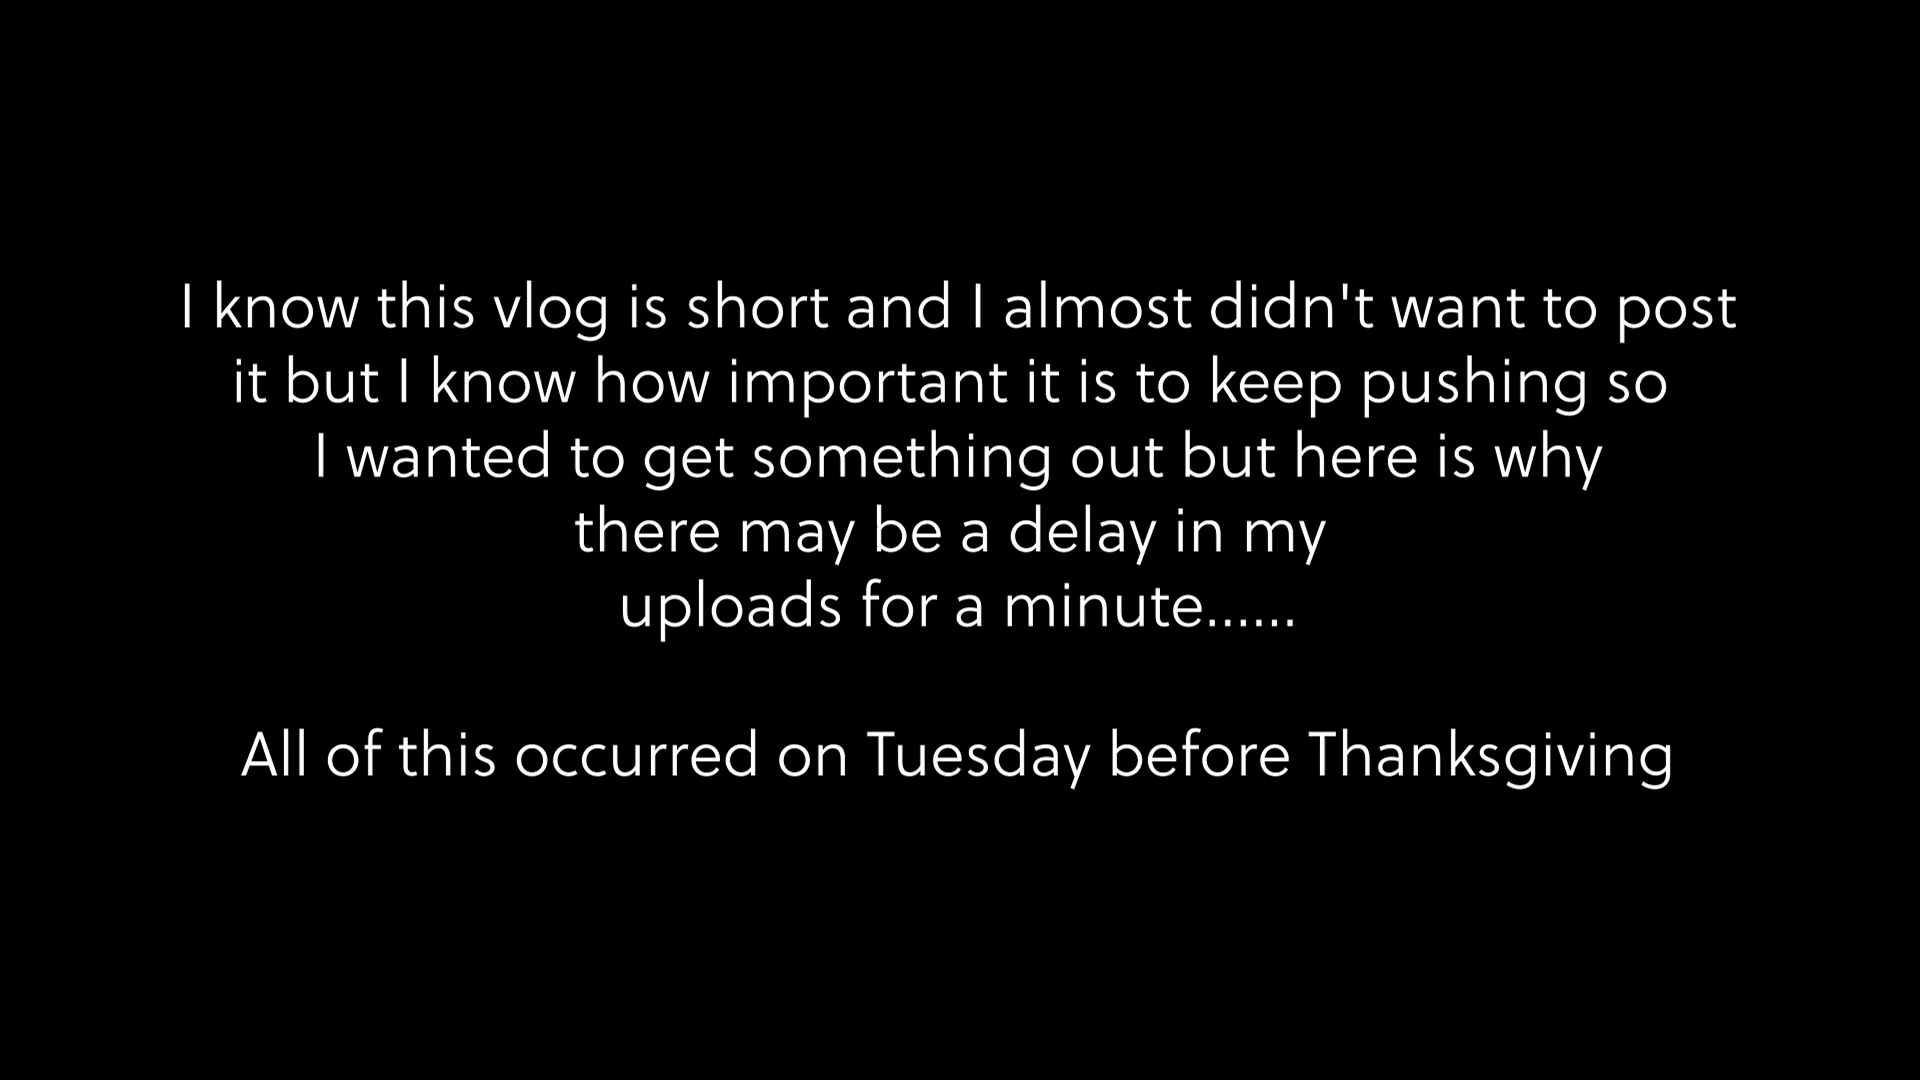 I know this vlog is short and I almost didn't want to post
it but I know how important it is to keep pushing so
I wanted to get something out but here is why
there may be a delay in my
uploads for a minute......
All of this occurred on Tuesday before Thanksgiving